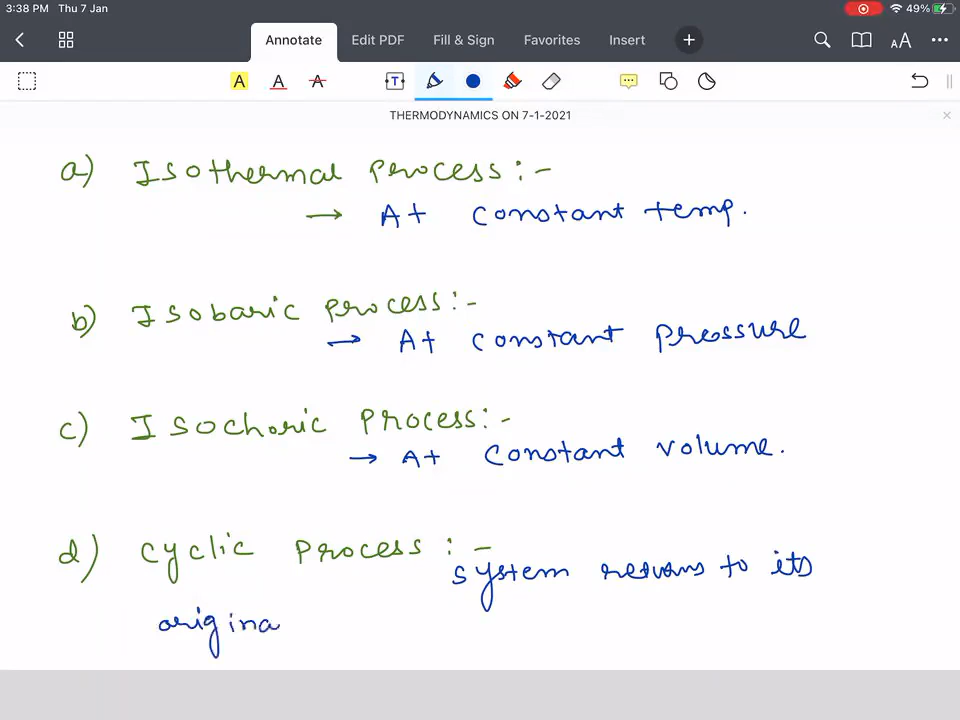 3:38 PM Thu 7 Jan 49%
Annotate Edit PDF Fill & Sign Favorites Insert
THERMODYNAMICS ON 7-1-2021
a) Isothermal process:-
→ At constant temp.
b) Isobaric process:-
→ At constant pressure
c) Isochoric process:-
→ At constant volume.
d) cyclic process:-
system returns to its
origina